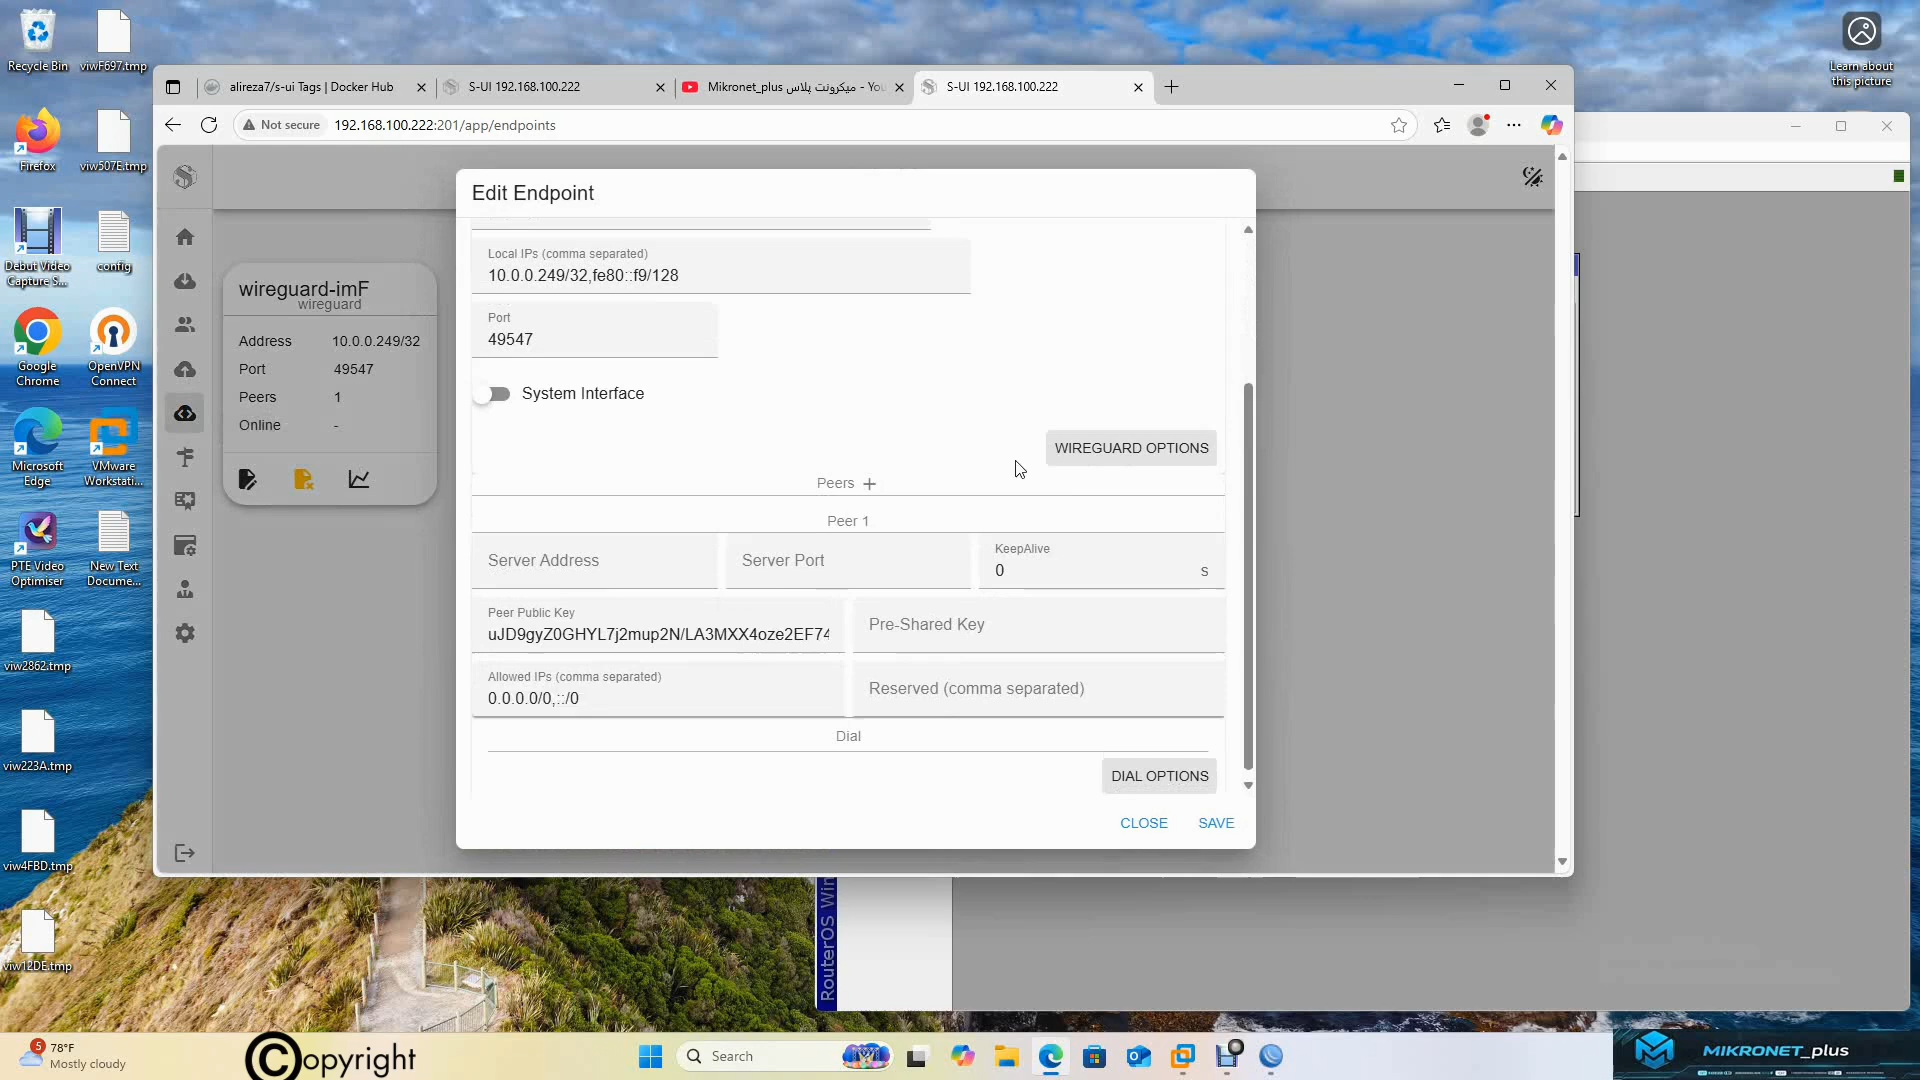 Recycle Bin
viwF697.tmp
Learn about
this picture
alireza7/s-ui Tags | Docker Hub
S-UI 192.168.100.222
Mikronet_plus میکرونت پلاس - You
S-UI 192.168.100.222
Not secure
192.168.100.222:201/app/endpoints
Firefox
viw507E.tmp
Debut Video
Capture S...
config
Google
Chrome
OpenVPN
Connect
Microsoft
Edge
VMware
Workstati...
PTE Video
Optimiser
New Text
Docume...
viw2862.tmp
viw223A.tmp
viw4FBD.tmp
viw12DE.tmp
wireguard-imF
wireguard
Address 10.0.0.249/32
Port 49547
Peers 1
Online -
Edit Endpoint
Local IPs (comma separated)
10.0.0.249/32,fe80::f9/128
Port
49547
System Interface
WIREGUARD OPTIONS
Peers +
Peer 1
Server Address
Server Port
KeepAlive
0 s
Peer Public Key
uJD9gyZ0GHYL7j2mup2N/LA3MXX4oze2EF74
Pre-Shared Key
Allowed IPs (comma separated)
0.0.0.0/0,::/0
Reserved (comma separated)
Dial
DIAL OPTIONS
CLOSE
SAVE
RouterOS Win
5
78°F
Mostly cloudy
©opyright
Search
MIKRONET_plus